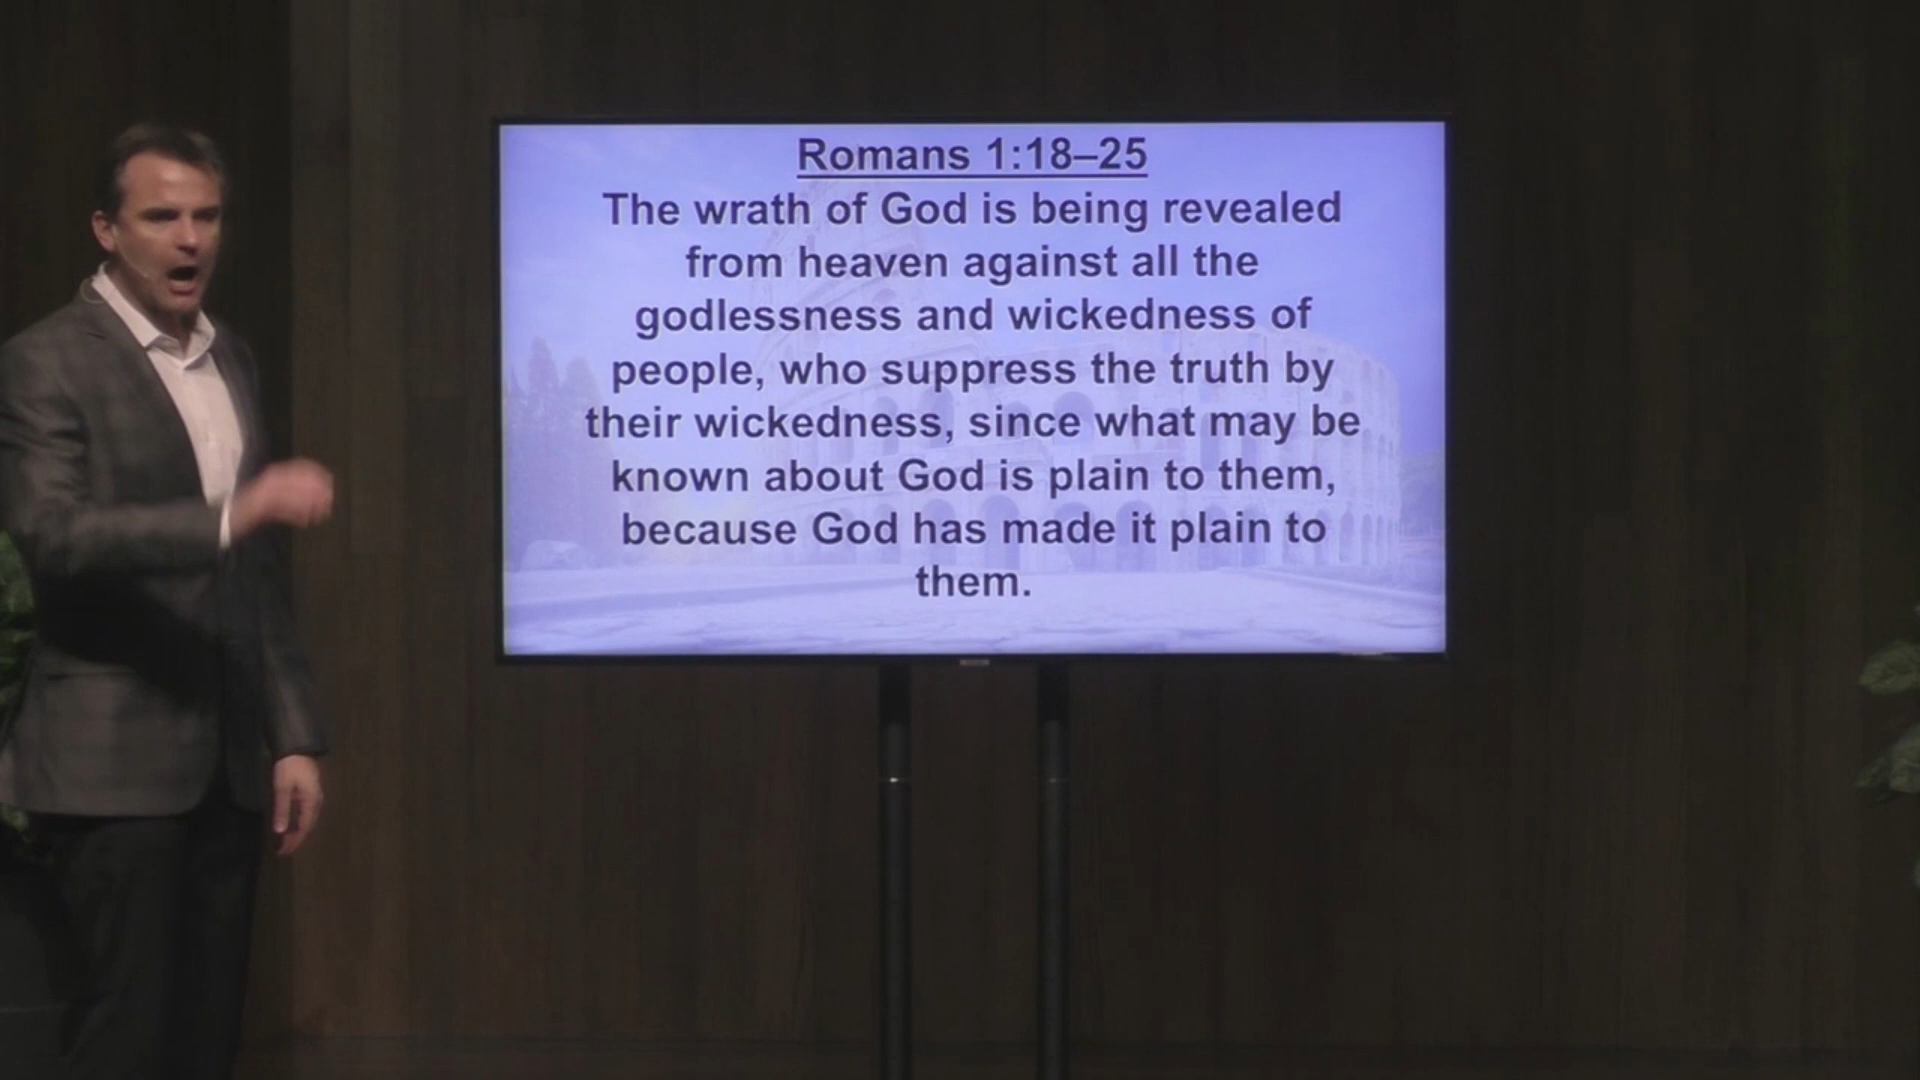 Romans 1:18–25
The wrath of God is being revealed
from heaven against all the
godlessness and wickedness of
people, who suppress the truth by
their wickedness, since what may be
known about God is plain to them,
because God has made it plain to
them.